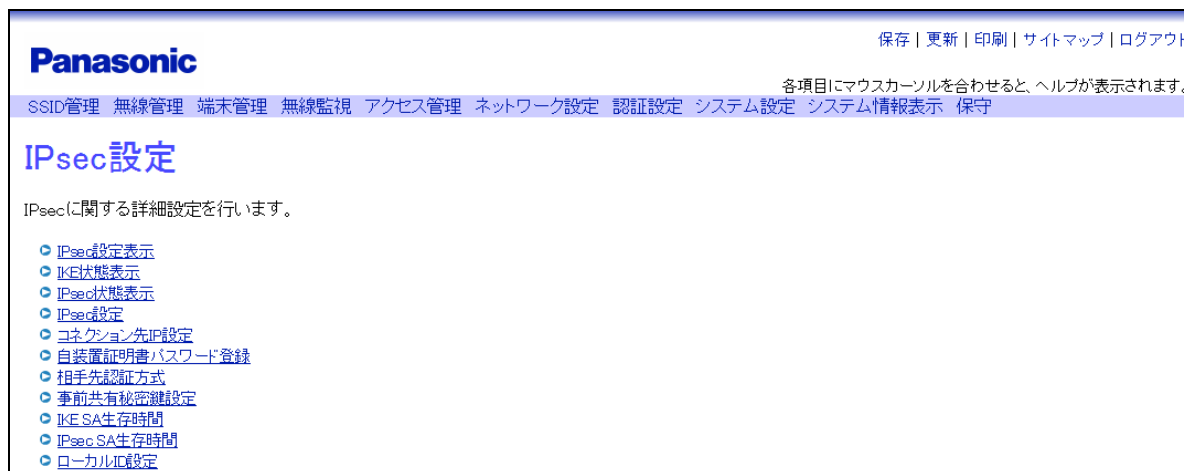 保存 | 更新 | 印刷 | サイトマップ | ログアウト
Panasonic
各項目にマウスカーソルを合わせると、ヘルプが表示されます。
SSID管理 無線管理 端末管理 無線監視 アクセス管理 ネットワーク設定 認証設定 システム設定 システム情報表示 保守
IPsec設定
IPsecに関する詳細設定を行います。
IPsec設定表示
IKE状態表示
IPsec状態表示
IPsec設定
コネクション先IP設定
自装置証明書パスワード登録
相手先認証方式
事前共有秘密鍵設定
IKE SA生存時間
IPsec SA生存時間
ローカルID設定